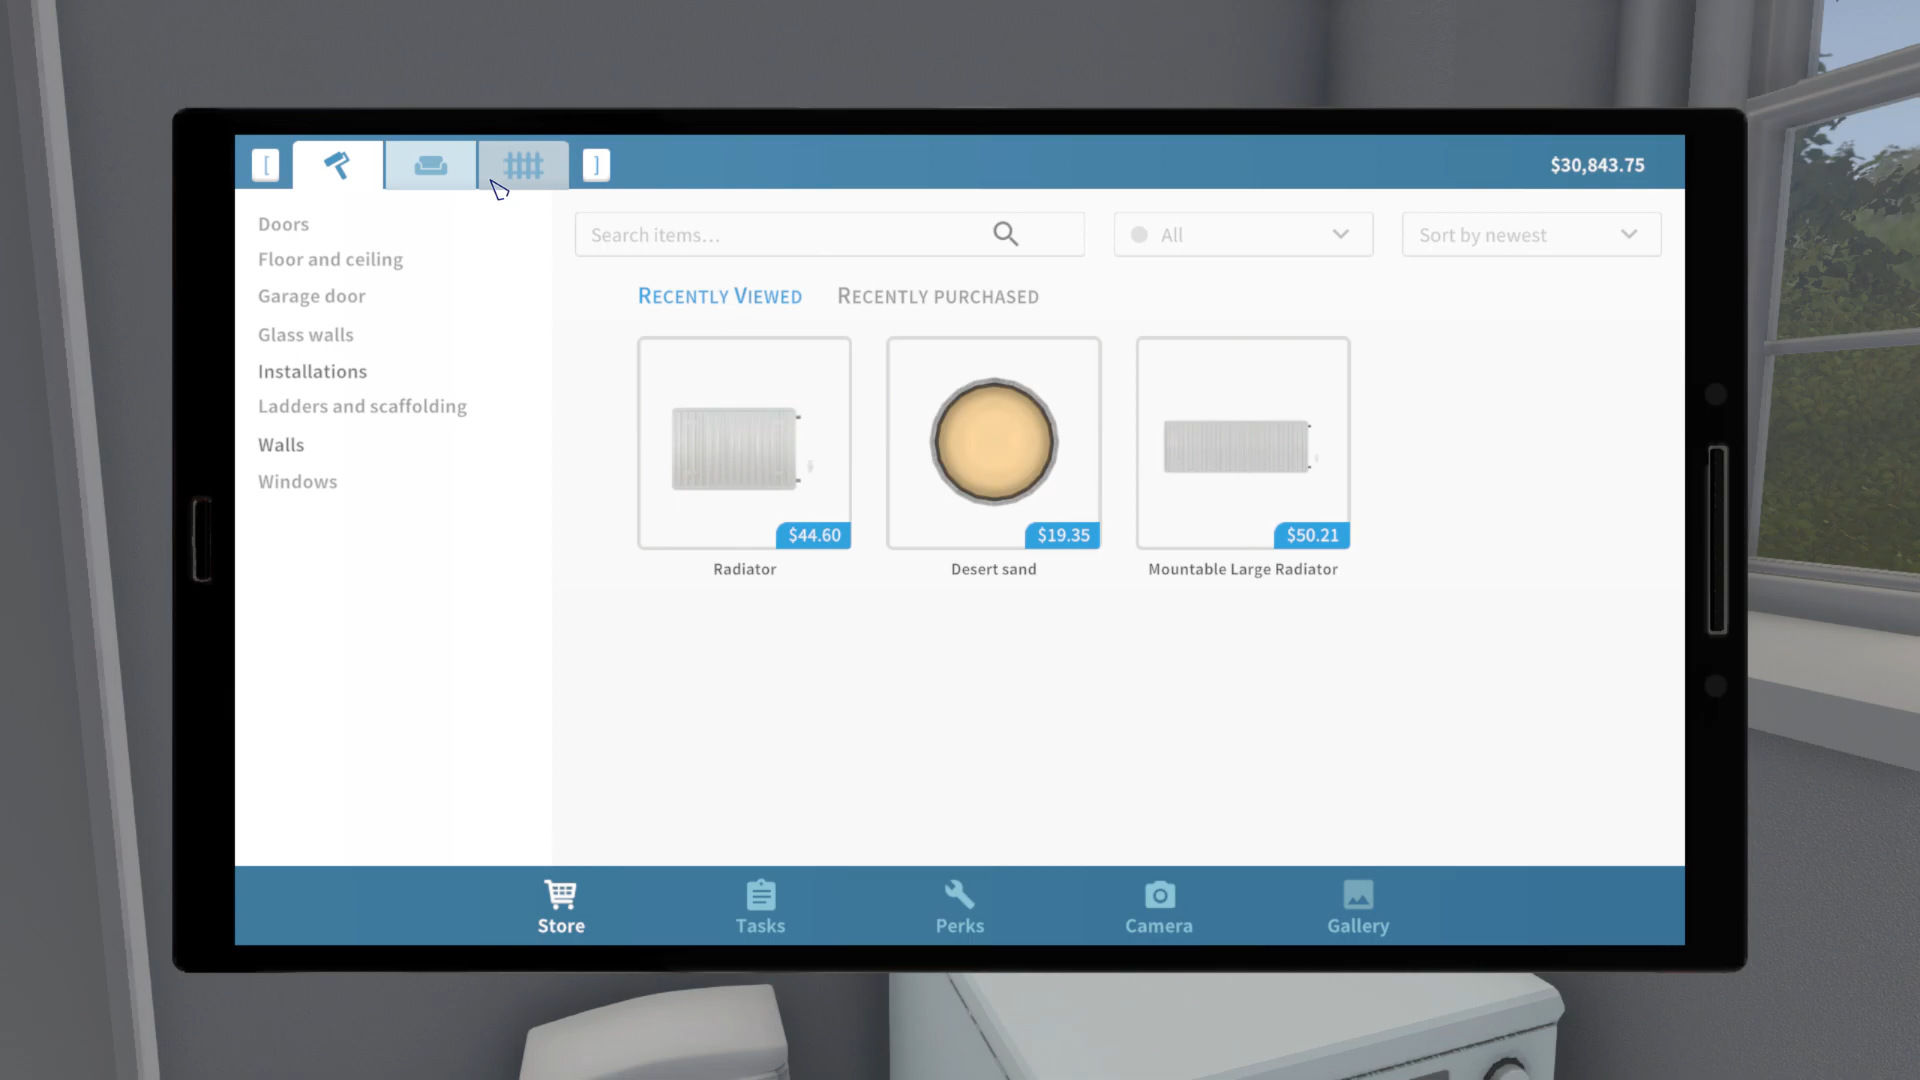 [
]
$30,843.75
Doors
Floor and ceiling
Garage door
Glass walls
Installations
Ladders and scaffolding
Walls
Windows
Search items...
All
Sort by newest
RECENTLY VIEWED
RECENTLY PURCHASED
$44.60
$19.35
$50.21
Radiator
Desert sand
Mountable Large Radiator
Store
Tasks
Perks
Camera
Gallery